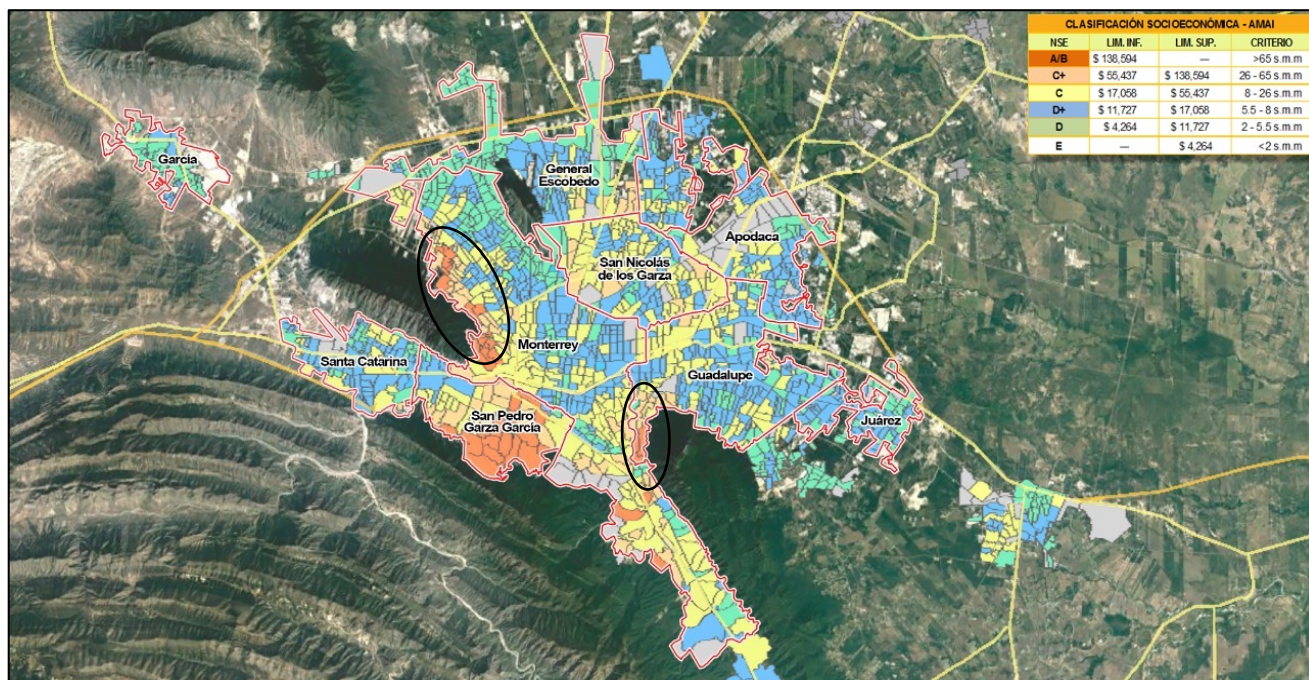 CLASIFICACIÓN SOCIOECONÓMICA - AMAI
NSE LIM. INF. LIM. SUP. CRITERIO
A/B $ 138,594 — >65 s.m.m
C+ $ 55,437 $ 138,594 26 - 65 s.m.m
C $ 17,058 $ 55,437 8 - 26 s.m.m
D+ $ 11,727 $ 17,058 5.5 - 8 s.m.m
D $ 4,264 $ 11,727 2 - 5.5 s.m.m
E — $ 4,264 <2 s.m.m
García
General
Escobedo
Apodaca
San Nicolás
de los Garza
Monterrey
Santa Catarina
Guadalupe
San Pedro
Garza García
Juárez